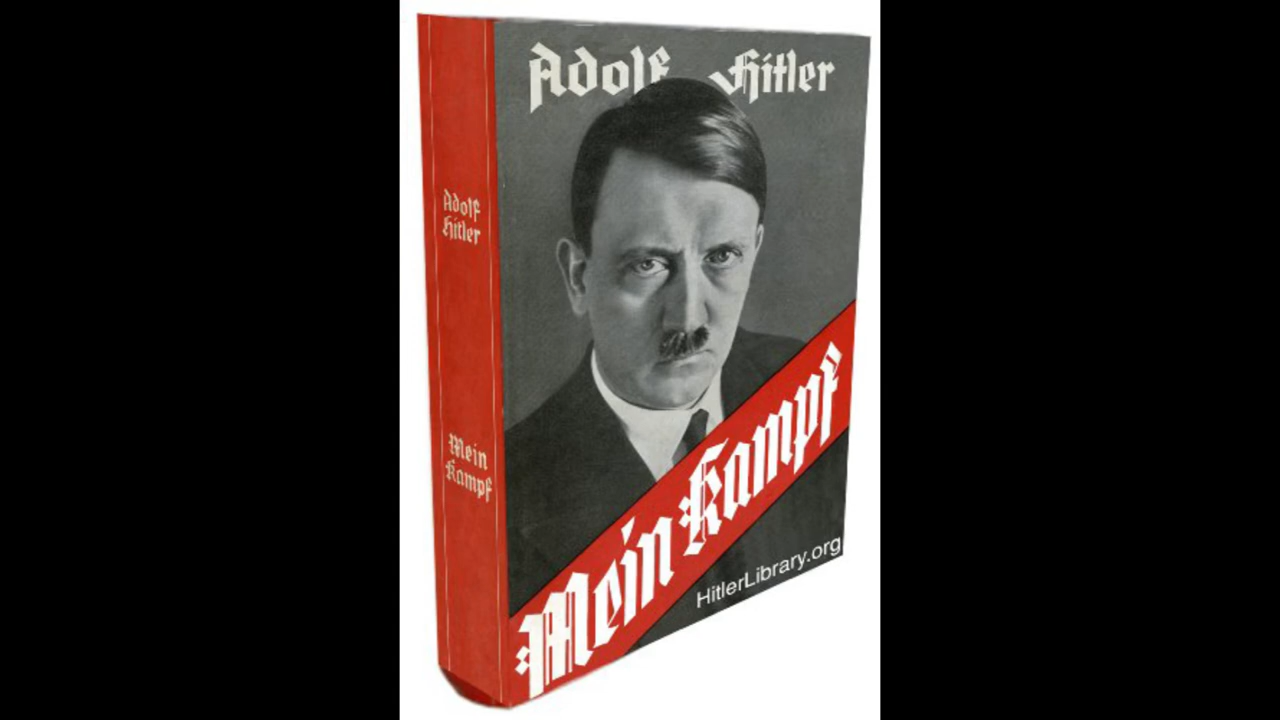 Adolf Hitler
Adolf
Hitler
Mein
Kampf
Mein Kampf
HitlerLibrary.org